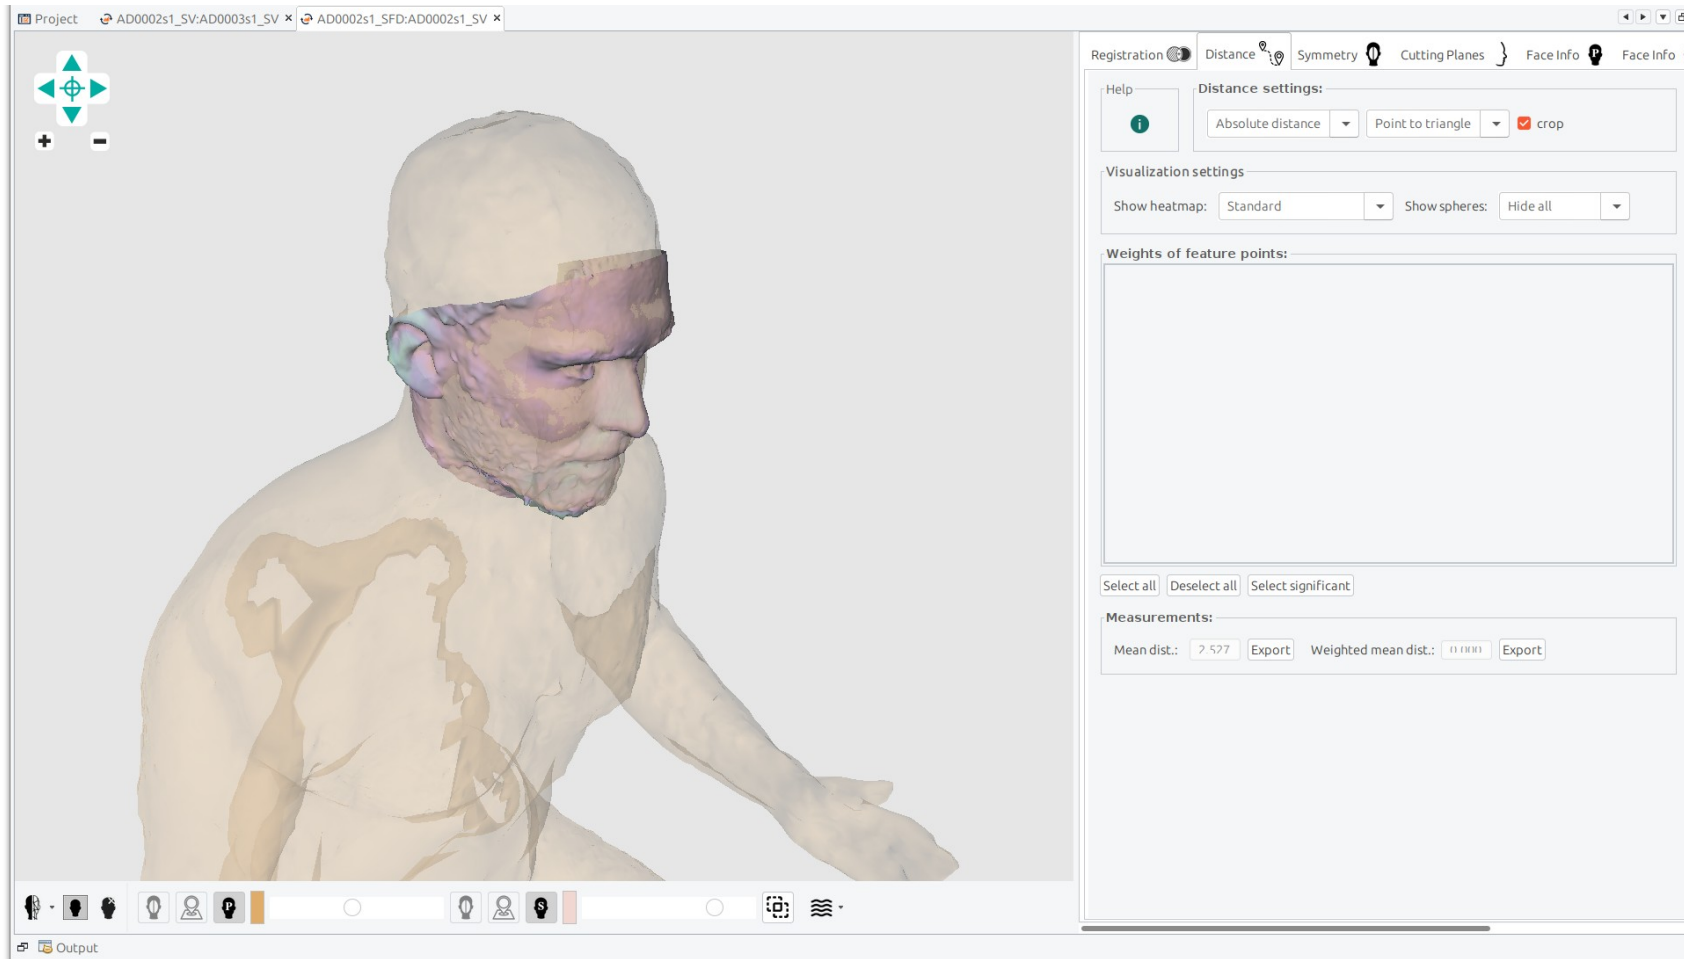 Project AD0002s1_SV:AD0003s1_SV AD0002s1_SFD:AD0002s1_SV
Registration Distance Symmetry Cutting Planes Face Info P Face Info
Help Distance settings:
Absolute distance Point to triangle crop
Visualization settings
Show heatmap: Standard Show spheres: Hide all
Weights of feature points:
Select all Deselect all Select significant
Measurements:
Mean dist.: 2.527 Export Weighted mean dist.: 0.000 Export
P S
Output